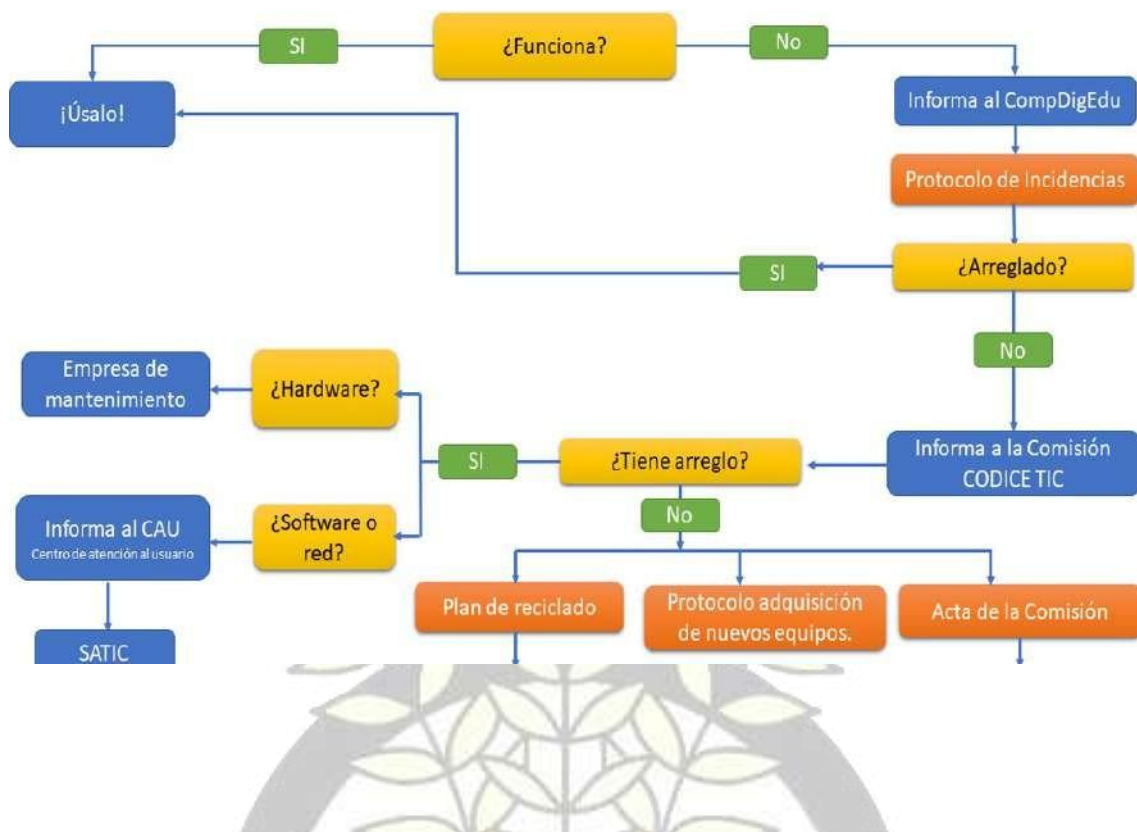 SI
¿Funciona?
No
¡Úsalo!
Informa al CompDigEdu
Protocolo de Incidencias
¿Arreglado?
SI
No
Empresa de
mantenimiento
¿Hardware?
SI
¿Tiene arreglo?
Informa a la Comisión
CODICE TIC
Informa al CAU
Centro de atención al usuario
¿Software o
red?
No
Plan de reciclado
Protocolo adquisición
de nuevos equipos.
Acta de la Comisión
SATIC